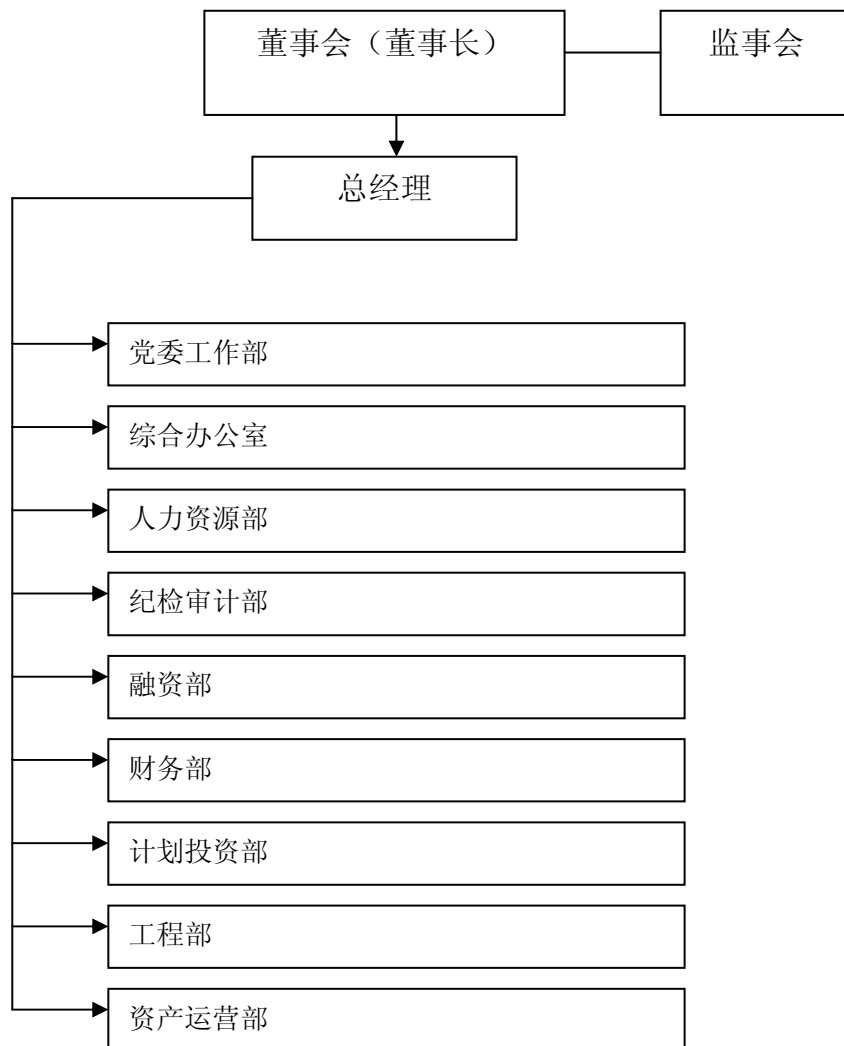 董事会（董事长）
监事会
总经理
党委工作部
综合办公室
人力资源部
纪检审计部
融资部
财务部
计划投资部
工程部
资产运营部